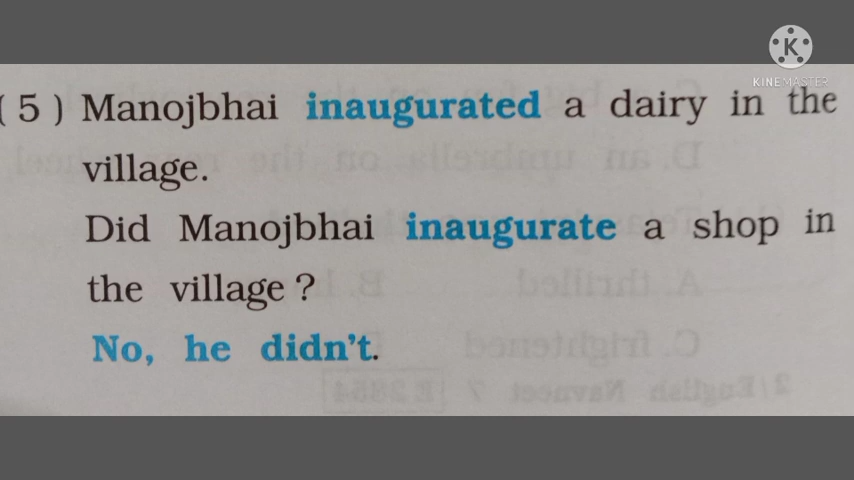 K
KINEMASTER
(5) Manojbhai inaugurated a dairy in the
village.
Did Manojbhai inaugurate a shop in
the village ?
No, he didn't.